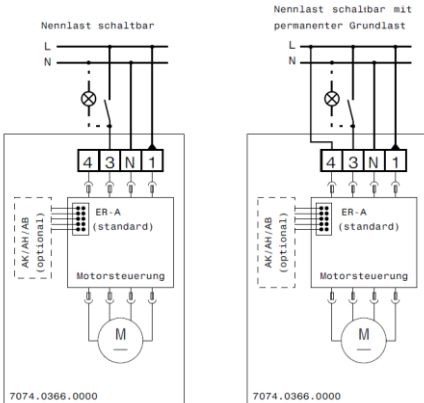 Nennlast schaltbar
L
N
4 3 N 1
AK/AH/AB
(optional)
ER-A
(standard)
Motorsteuerung
M
7074.0366.0000
Nennlast schaltbar mit
permanenter Grundlast
L
N
4 3 N 1
AK/AH/AB
(optional)
ER-A
(standard)
Motorsteuerung
M
7074.0366.0000